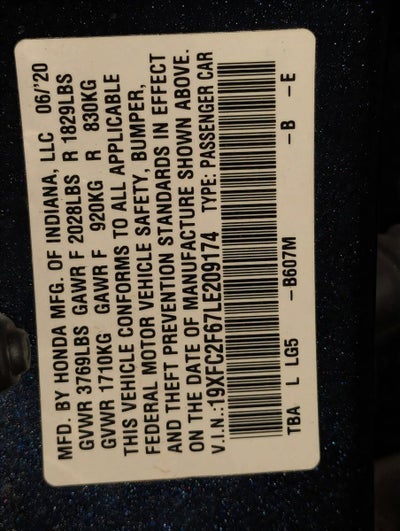 MFD. BY HONDA MFG. OF INDIANA, LLC 06/'20
GVWR 3769LBS GAWR F 2028LBS R 1829LBS
GVWR 1710KG GAWR F 920KG R 830KG
THIS VEHICLE CONFORMS TO ALL APPLICABLE
FEDERAL MOTOR VEHICLE SAFETY, BUMPER,
AND THEFT PREVENTION STANDARDS IN EFFECT
ON THE DATE OF MANUFACTURE SHOWN ABOVE.
V.I.N.:19XFC2F67LE209174 TYPE: PASSENGER CAR
TBA L LG5 -B607M -B -E